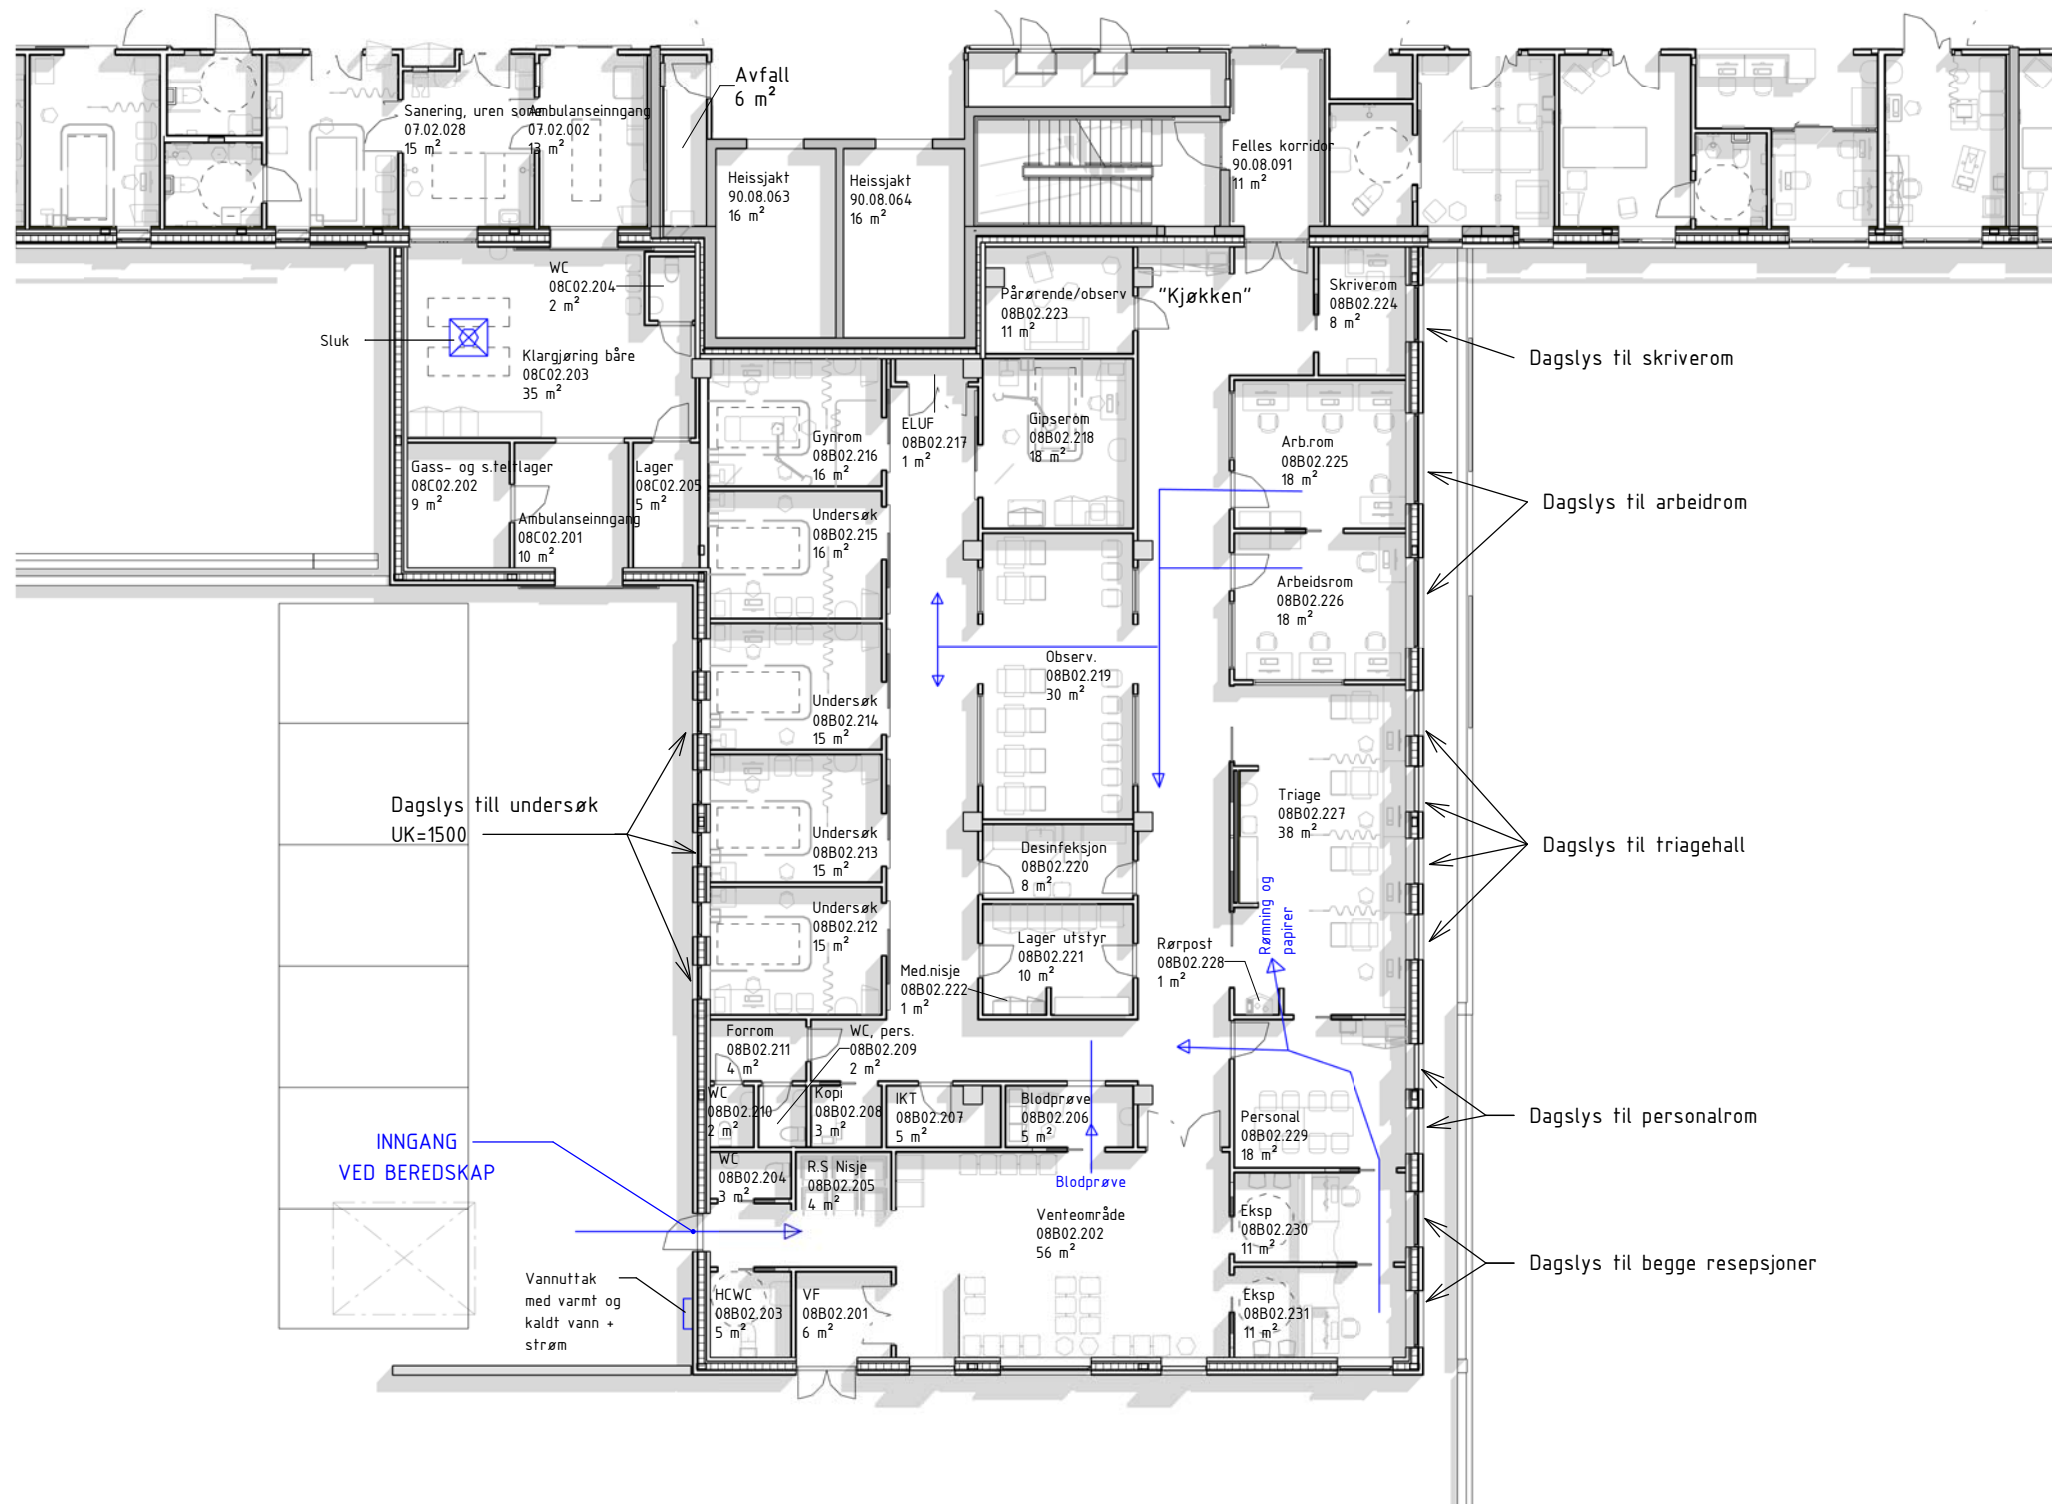 Avfall
6 m²
Sanering, uren sone
07.02.028
15 m²
Ambulanseinngang
07.02.002
13 m²
Felles korridor
90.08.091
11 m²
Heissjakt
90.08.063
16 m²
Heissjakt
90.08.064
16 m²
WC
08C02.204
2 m²
Pårørende/observ
08B02.223
11 m²
"Kjøkken"
Skriverom
08B02.224
8 m²
Sluk
Klargjøring båre
08C02.203
35 m²
Dagslys til skriverom
Gynrom
08B02.216
16 m²
ELUF
08B02.217
1 m²
Gipserom
08B02.218
18 m²
Arb.rom
08B02.225
18 m²
Gass- og s.teltlager
08C02.202
9 m²
Lager
08C02.205
5 m²
Ambulanseinngang
08C02.201
10 m²
Undersøk
08B02.215
16 m²
Dagslys til arbeidrom
Arbeidsrom
08B02.226
18 m²
Observ.
08B02.219
30 m²
Undersøk
08B02.214
15 m²
Dagslys till undersøk
UK=1500
Undersøk
08B02.213
15 m²
Triage
08B02.227
38 m²
Desinfeksjon
08B02.220
8 m²
Dagslys til triagehall
Undersøk
08B02.212
15 m²
Rømning og
papirer
Lager utstyr
08B02.221
10 m²
Rørpost
08B02.228
1 m²
Med.nisje
08B02.222
1 m²
Forrom
08B02.211
4 m²
WC, pers.
08B02.209
2 m²
WC
08B02.210
2 m²
Kopi
08B02.208
3 m²
IKT
08B02.207
5 m²
Blodprøve
08B02.206
5 m²
Personal
08B02.229
18 m²
Dagslys til personalrom
INNGANG
VED BEREDSKAP
WC
08B02.204
3 m²
R.S Nisje
08B02.205
4 m²
Blodprøve
Venteområde
08B02.202
56 m²
Eksp
08B02.230
11 m²
Dagslys til begge resepsjoner
Vannuttak
med varmt og
kaldt vann +
strøm
HCWC
08B02.203
5 m²
VF
08B02.201
6 m²
Eksp
08B02.231
11 m²